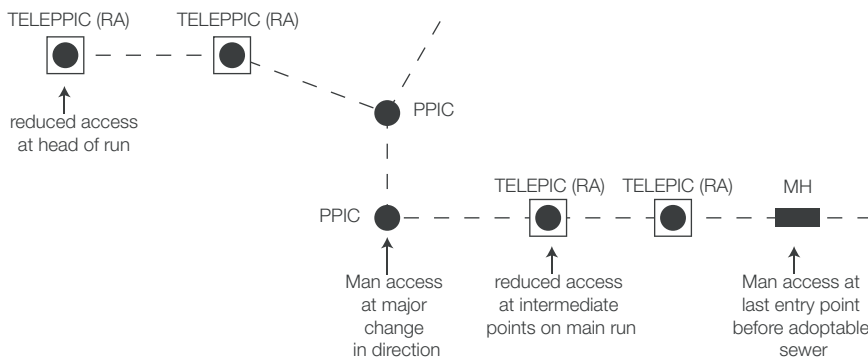 TELEPPIC (RA)
TELEPPIC (RA)
reduced access
at head of run
PPIC
PPIC
TELEPIC (RA)
TELEPIC (RA)
MH
Man access
at major
change
in direction
reduced access
at intermediate
points on main run
Man access at
last entry point
before adoptable
sewer